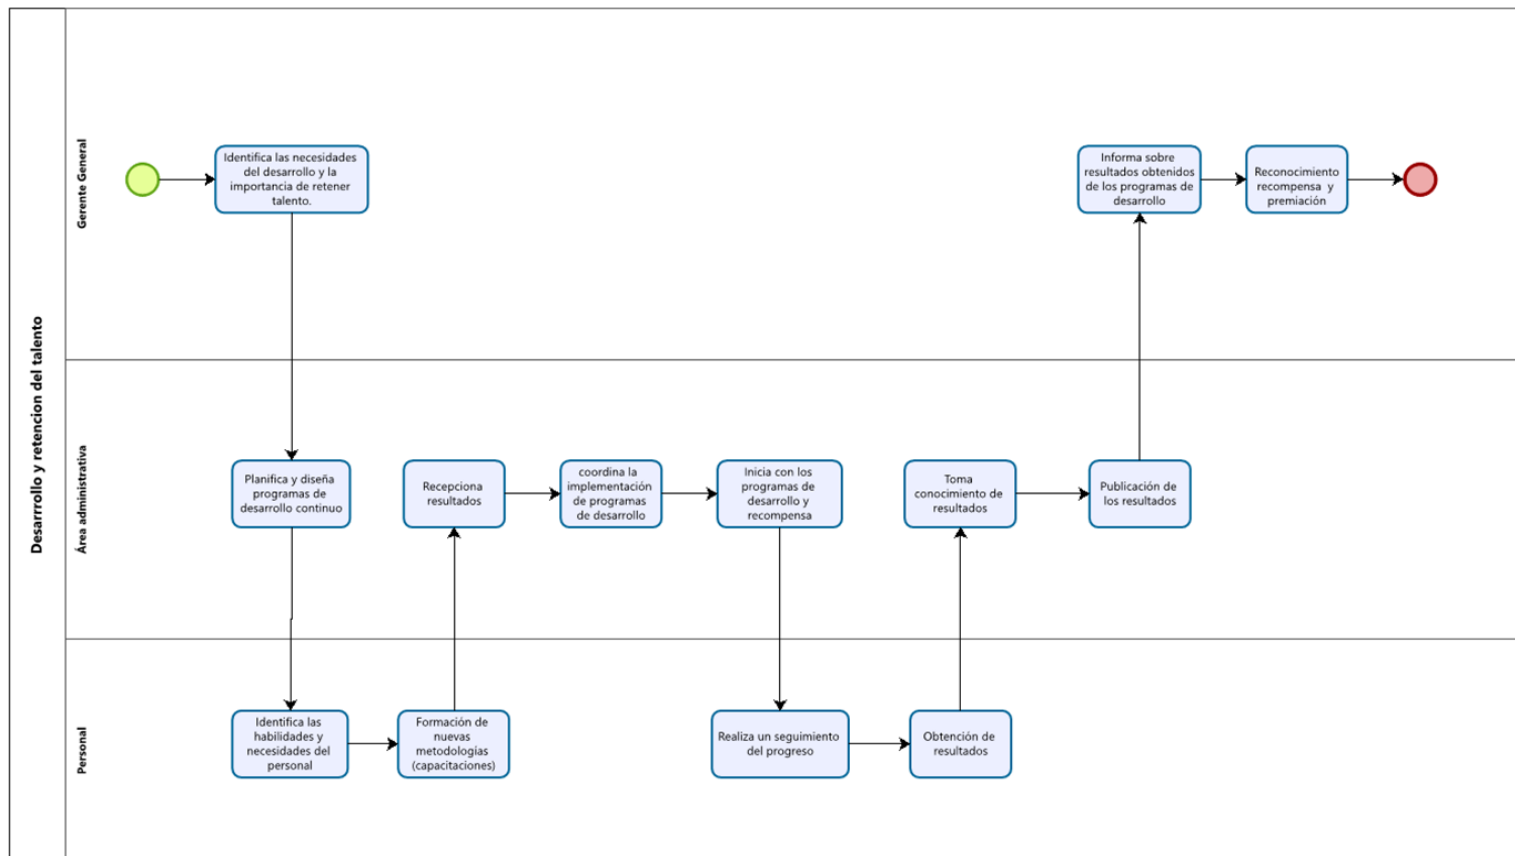 Desarrrollo y retencion del talento
Gerente General
Identifica las necesidades
del desarrollo y la
importancia de retener
talento.
Informa sobre
resultados obtenidos
de los programas de
desarrollo
Reconocimiento
recompensa y
premiación
Área administrativa
Planifica y diseña
programas de
desarrollo continuo
Recepciona
resultados
coordina la
implementación
de programas
de desarrollo
Inicia con los
programas de
desarrollo y
recompensa
Toma
conocimiento de
resultados
Publicación de
los resultados
Personal
Identifica las
habilidades y
necesidades del
personal
Formación de
nuevas
metodologías
(capacitaciones)
Realiza un seguimiento
del progreso
Obtención de
resultados